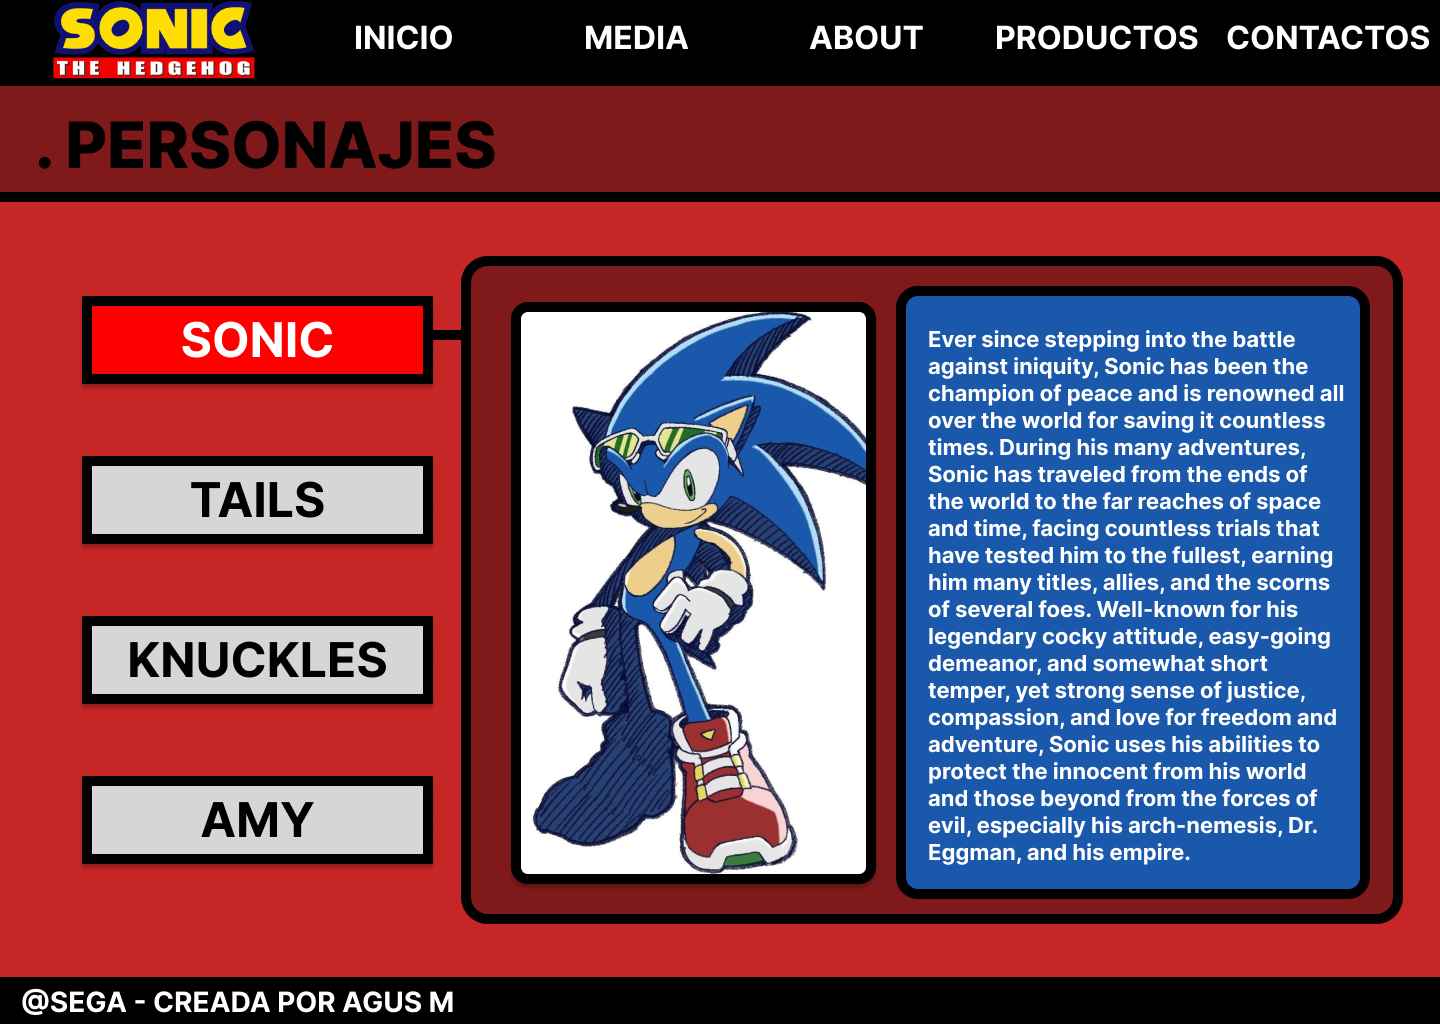 SONIC
THE HEDGEHOG
INICIO MEDIA ABOUT PRODUCTOS CONTACTOS
. PERSONAJES
SONIC
TAILS
KNUCKLES
AMY
Ever since stepping into the battle
against iniquity, Sonic has been the
champion of peace and is renowned all
over the world for saving it countless
times. During his many adventures,
Sonic has traveled from the ends of
the world to the far reaches of space
and time, facing countless trials that
have tested him to the fullest, earning
him many titles, allies, and the scorns
of several foes. Well-known for his
legendary cocky attitude, easy-going
demeanor, and somewhat short
temper, yet strong sense of justice,
compassion, and love for freedom and
adventure, Sonic uses his abilities to
protect the innocent from his world
and those beyond from the forces of
evil, especially his arch-nemesis, Dr.
Eggman, and his empire.
@SEGA - CREADA POR AGUS M